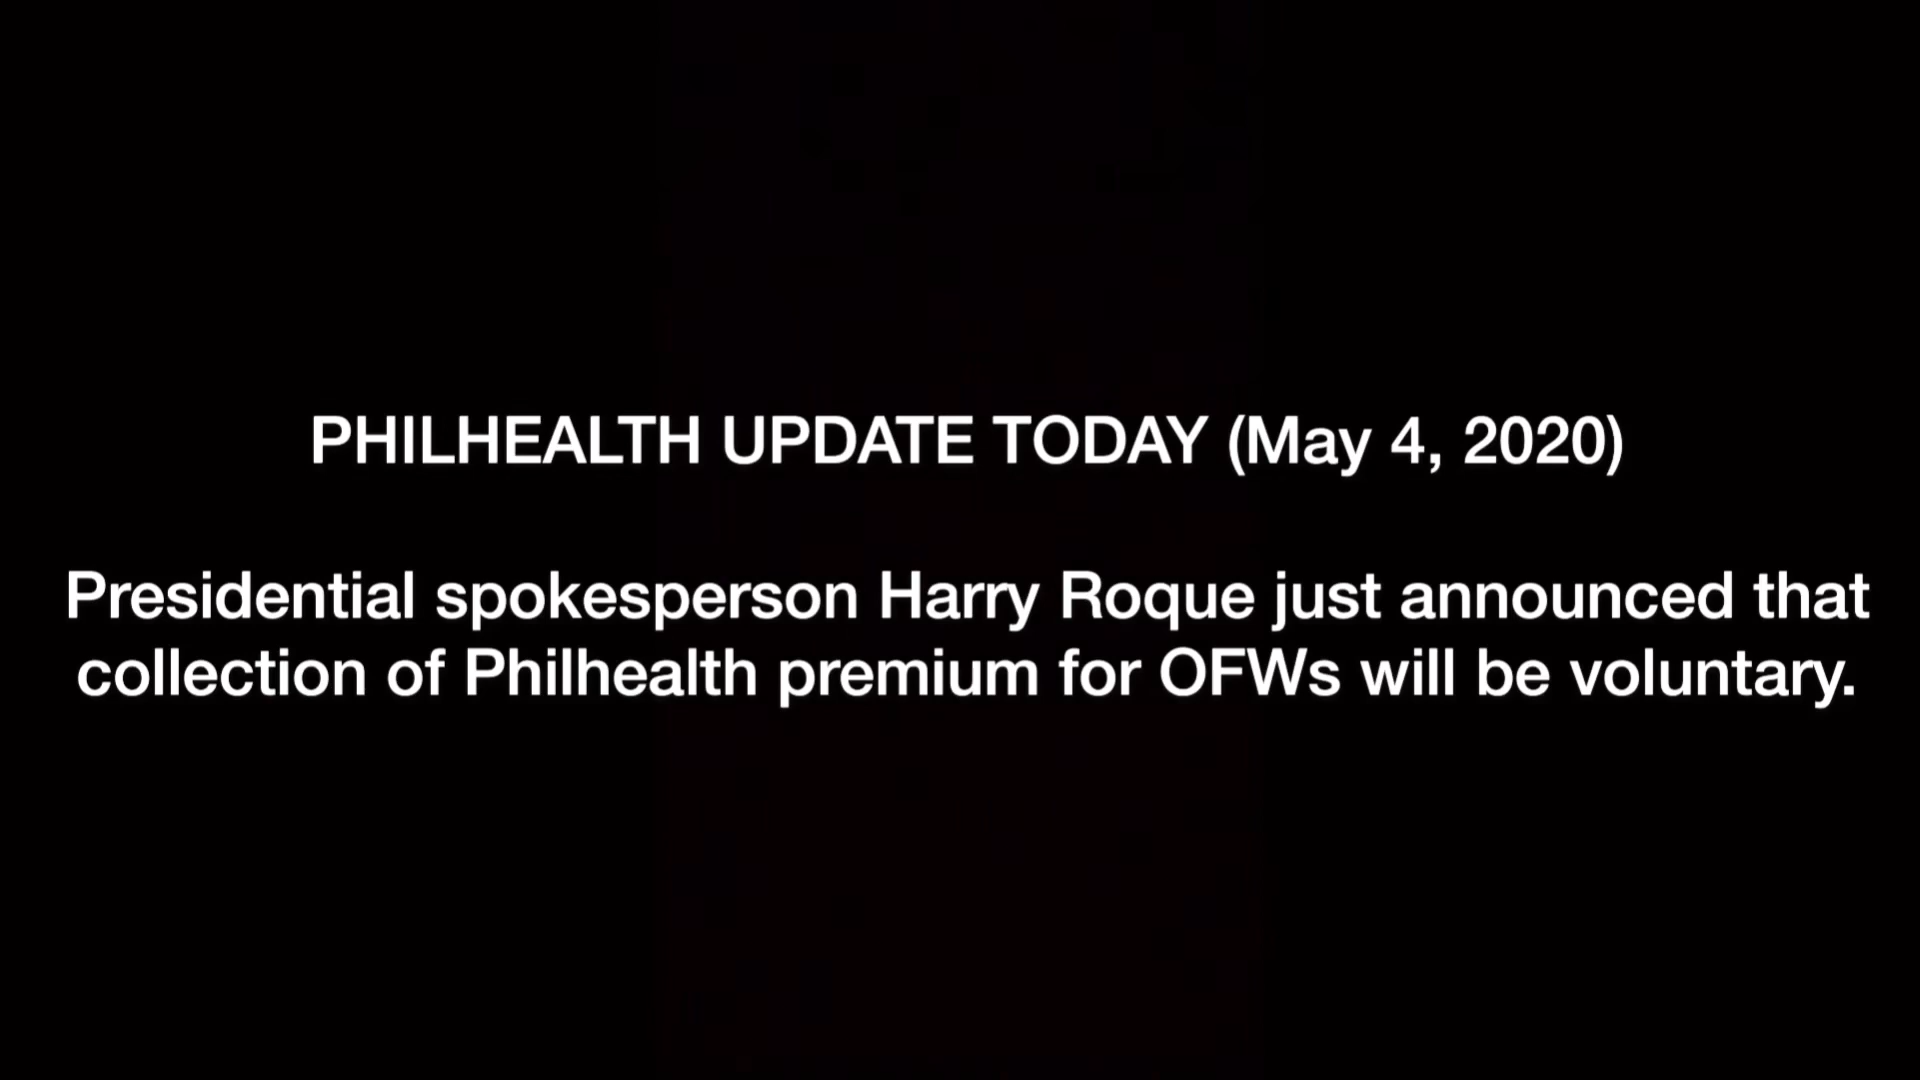 PHILHEALTH UPDATE TODAY (May 4, 2020)
Presidential spokesperson Harry Roque just announced that
collection of Philhealth premium for OFWs will be voluntary.